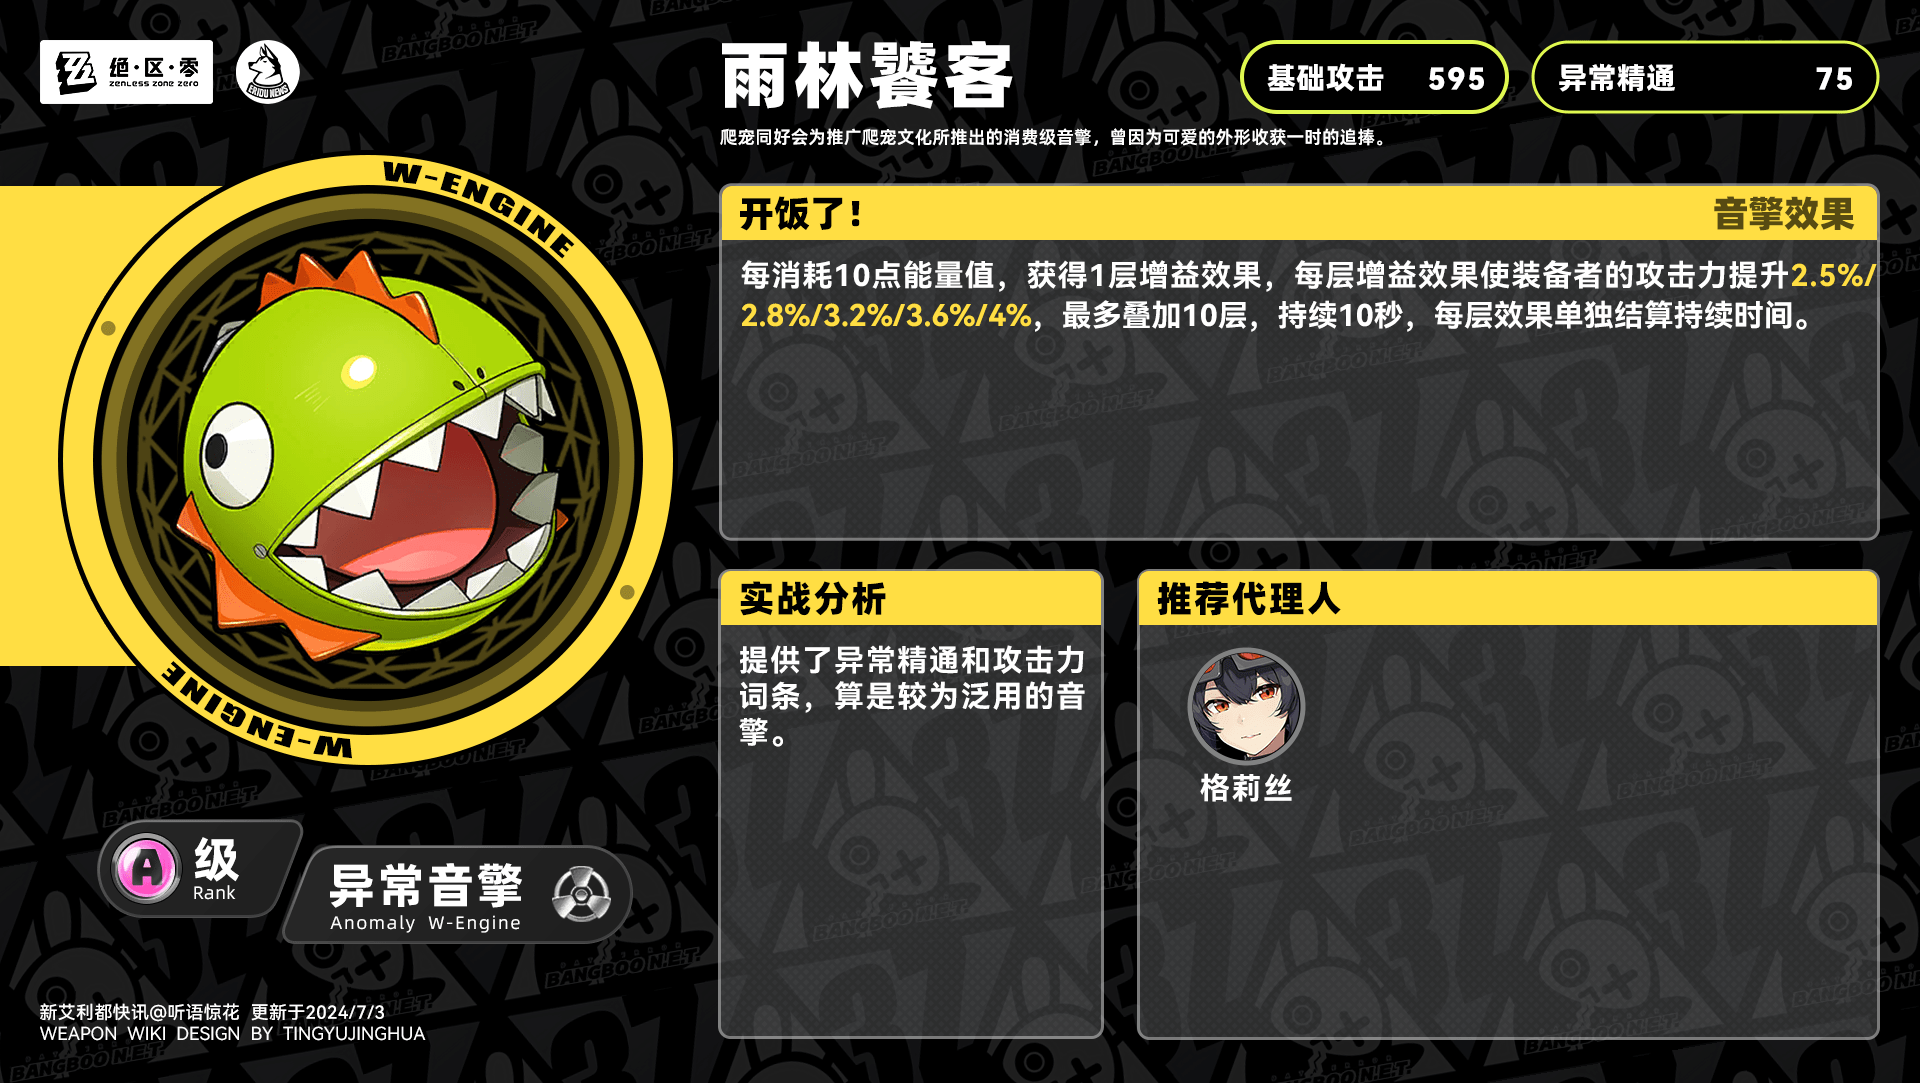 绝·区·零
ZENLESS ZONE ZERO
ERIDU NEWS
雨林饕客
基础攻击 595
异常精通 75
爬宠同好会为推广爬宠文化所推出的消费级音擎，曾因为可爱的外形收获一时的追捧。
W-ENGINE
W-ENGINE
开饭了！
音擎效果
每消耗10点能量值，获得1层增益效果，每层增益效果使装备者的攻击力提升2.5%/
2.8%/3.2%/3.6%/4%，最多叠加10层，持续10秒，每层效果单独结算持续时间。
实战分析
提供了异常精通和攻击力
词条，算是较为泛用的音
擎。
推荐代理人
格莉丝
A
级
Rank
异常音擎
Anomaly W-Engine
新艾利都快讯@听语惊花 更新于2024/7/3
WEAPON WIKI DESIGN BY TINGYUJINGHUA
BANGBOO N.E.T.